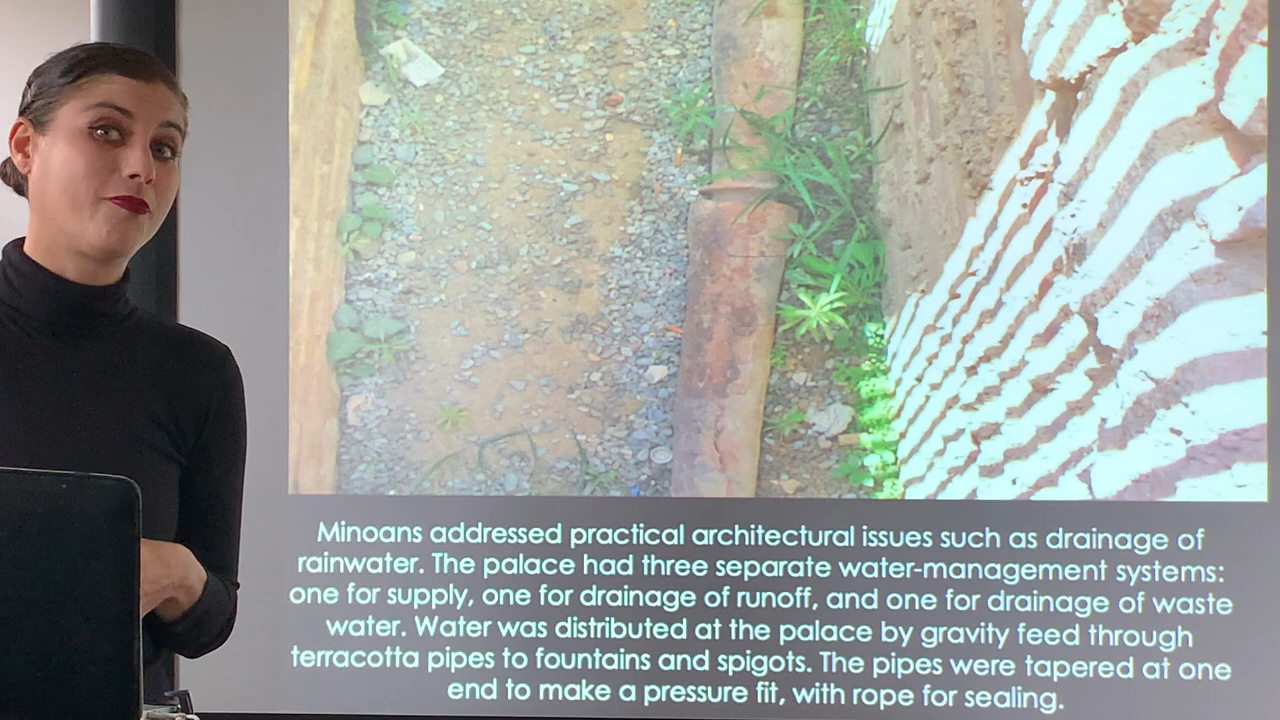 Minoans addressed practical architectural issues such as drainage of
rainwater. The palace had three separate water-management systems:
one for supply, one for drainage of runoff, and one for drainage of waste
water. Water was distributed at the palace by gravity feed through
terracotta pipes to fountains and spigots. The pipes were tapered at one
end to make a pressure fit, with rope for sealing.